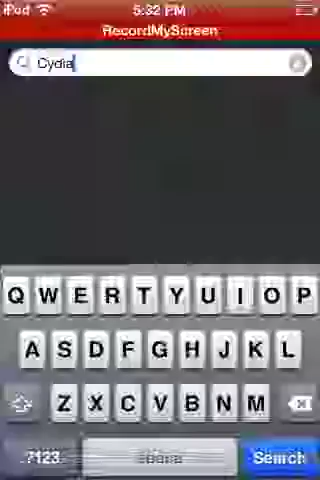 iPod 5:32 PM
RecordMyScreen
Cydia
Q W E R T Y U I O P
A S D F G H J K L
Z X C V B N M
.?123 space Search